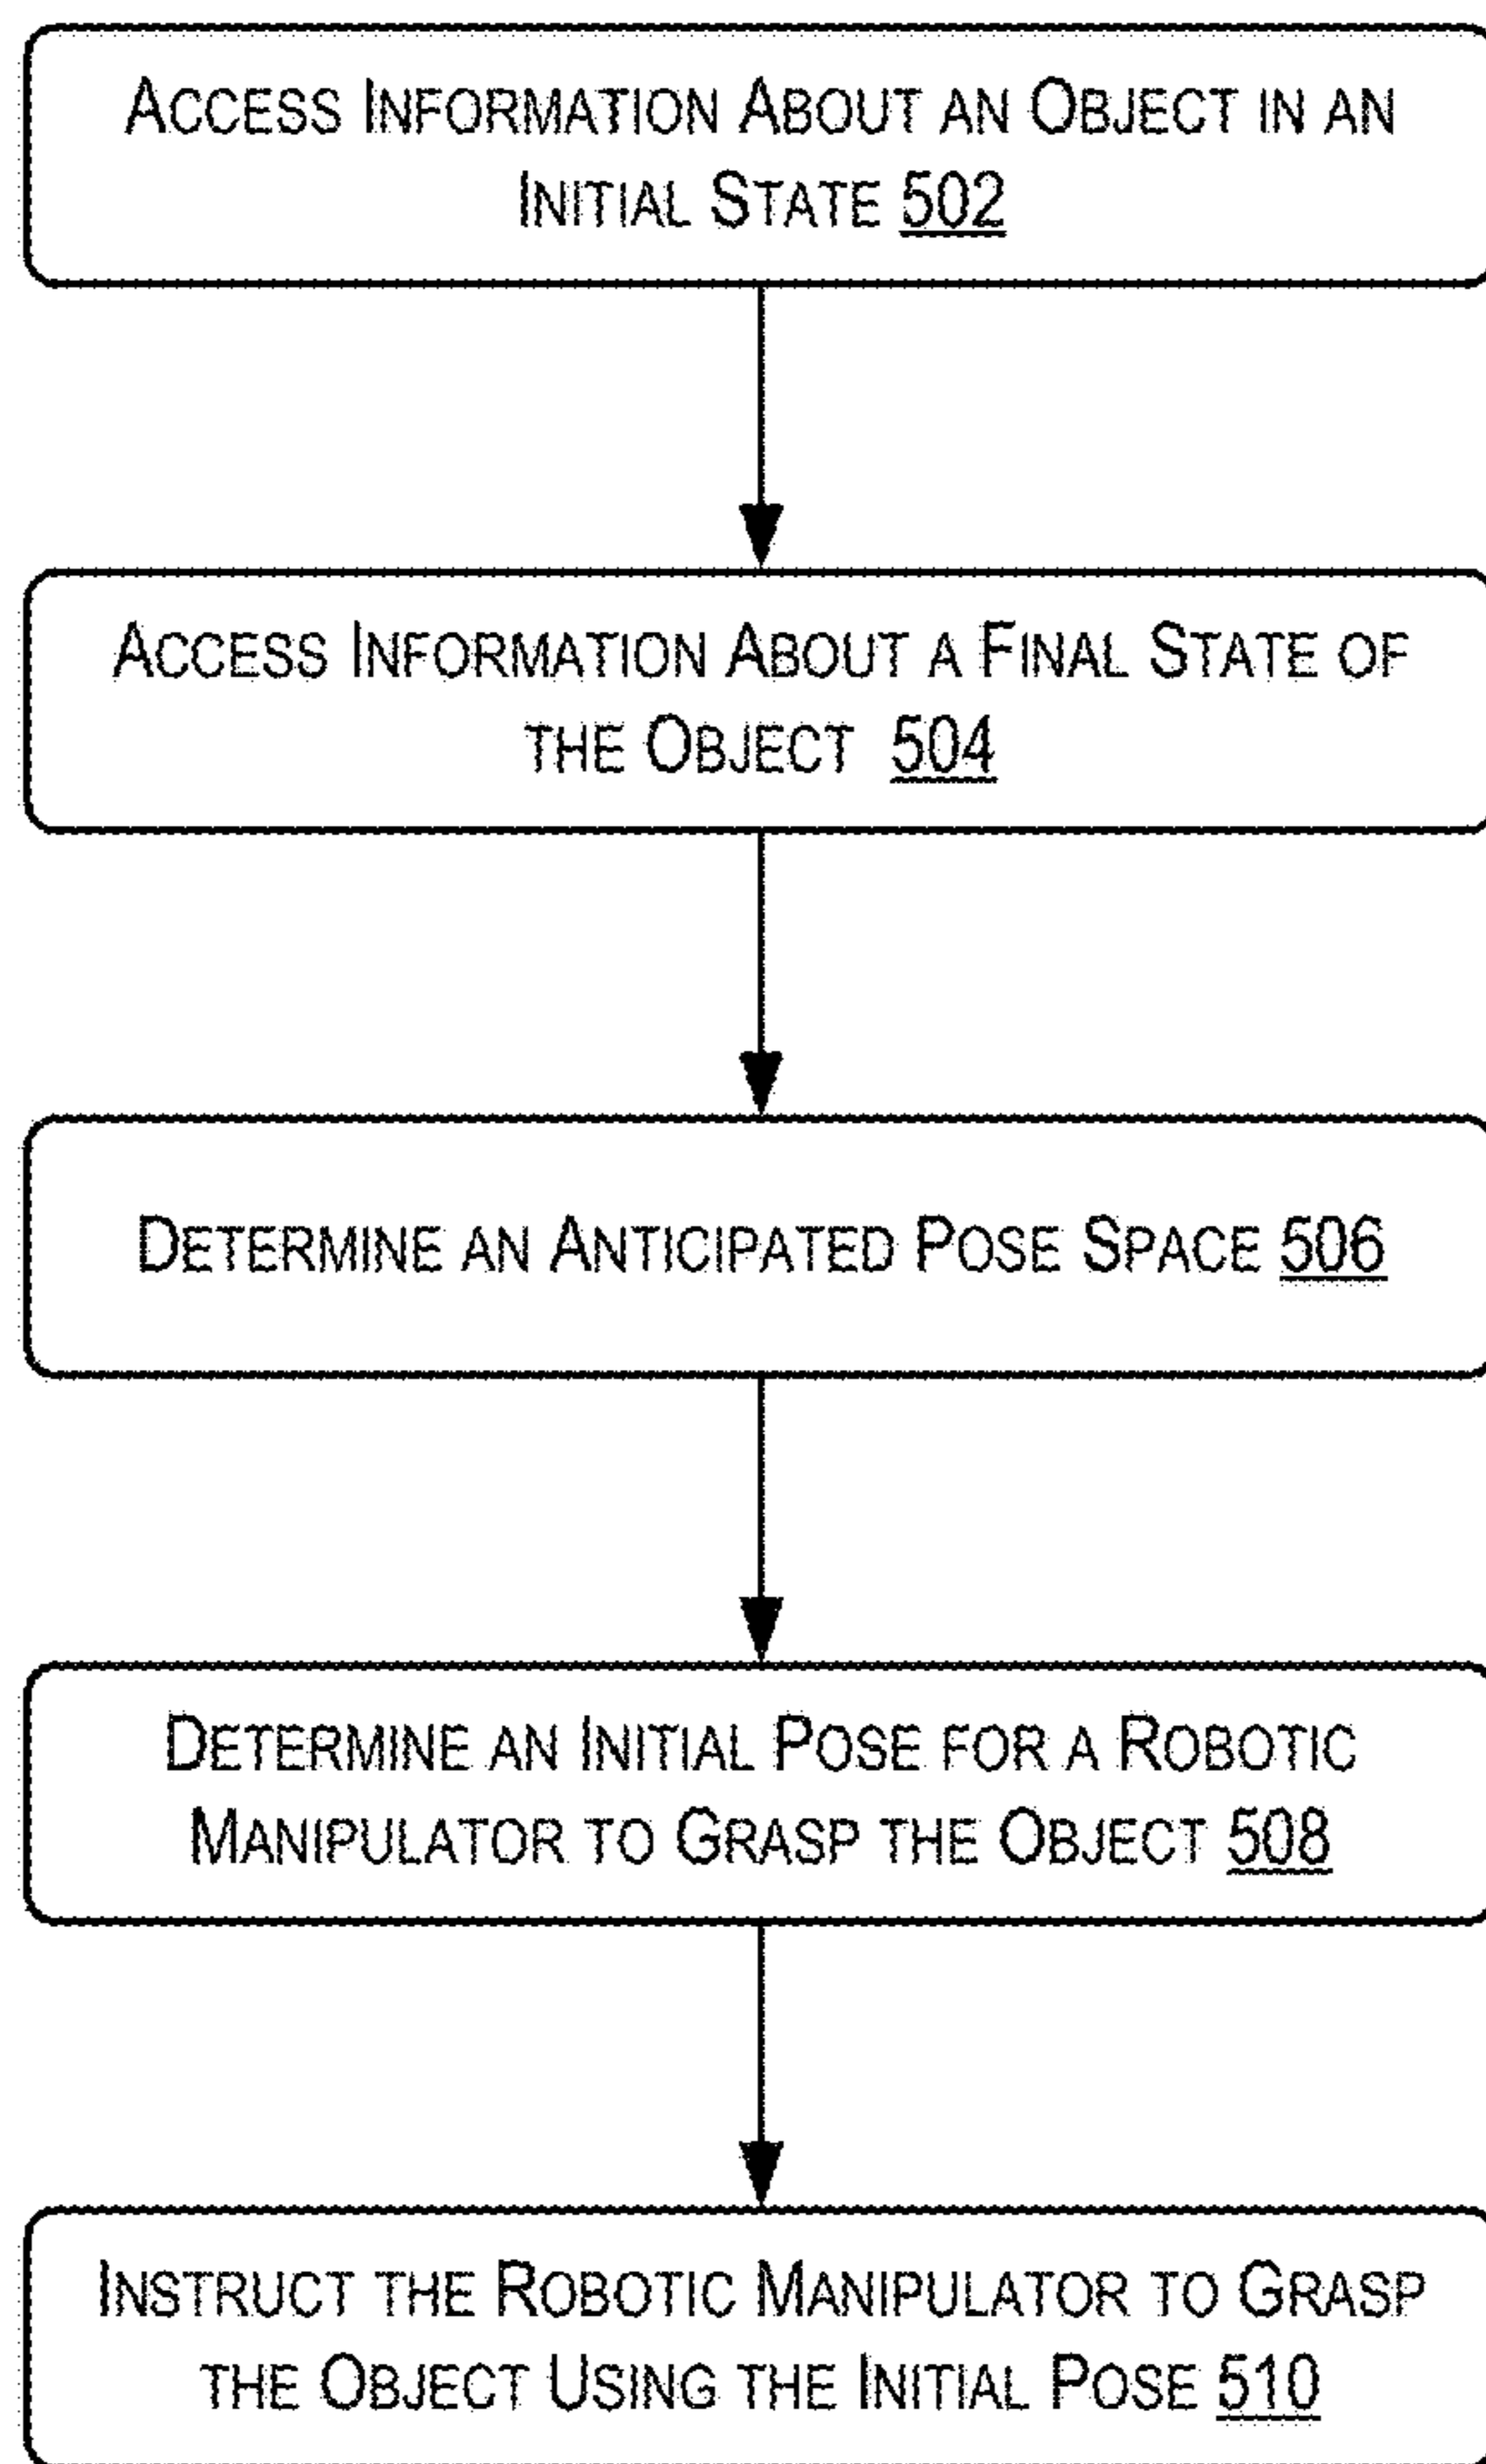 ACCESS INFORMATION ABOUT AN OBJECT IN AN
INITIAL STATE 502
ACCESS INFORMATION ABOUT A FINAL STATE OF
THE OBJECT 504
DETERMINE AN ANTICIPATED POSE SPACE 506
DETERMINE AN INITIAL POSE FOR A ROBOTIC
MANIPULATOR TO GRASP THE OBJECT 508
INSTRUCT THE ROBOTIC MANIPULATOR TO GRASP
THE OBJECT USING THE INITIAL POSE 510